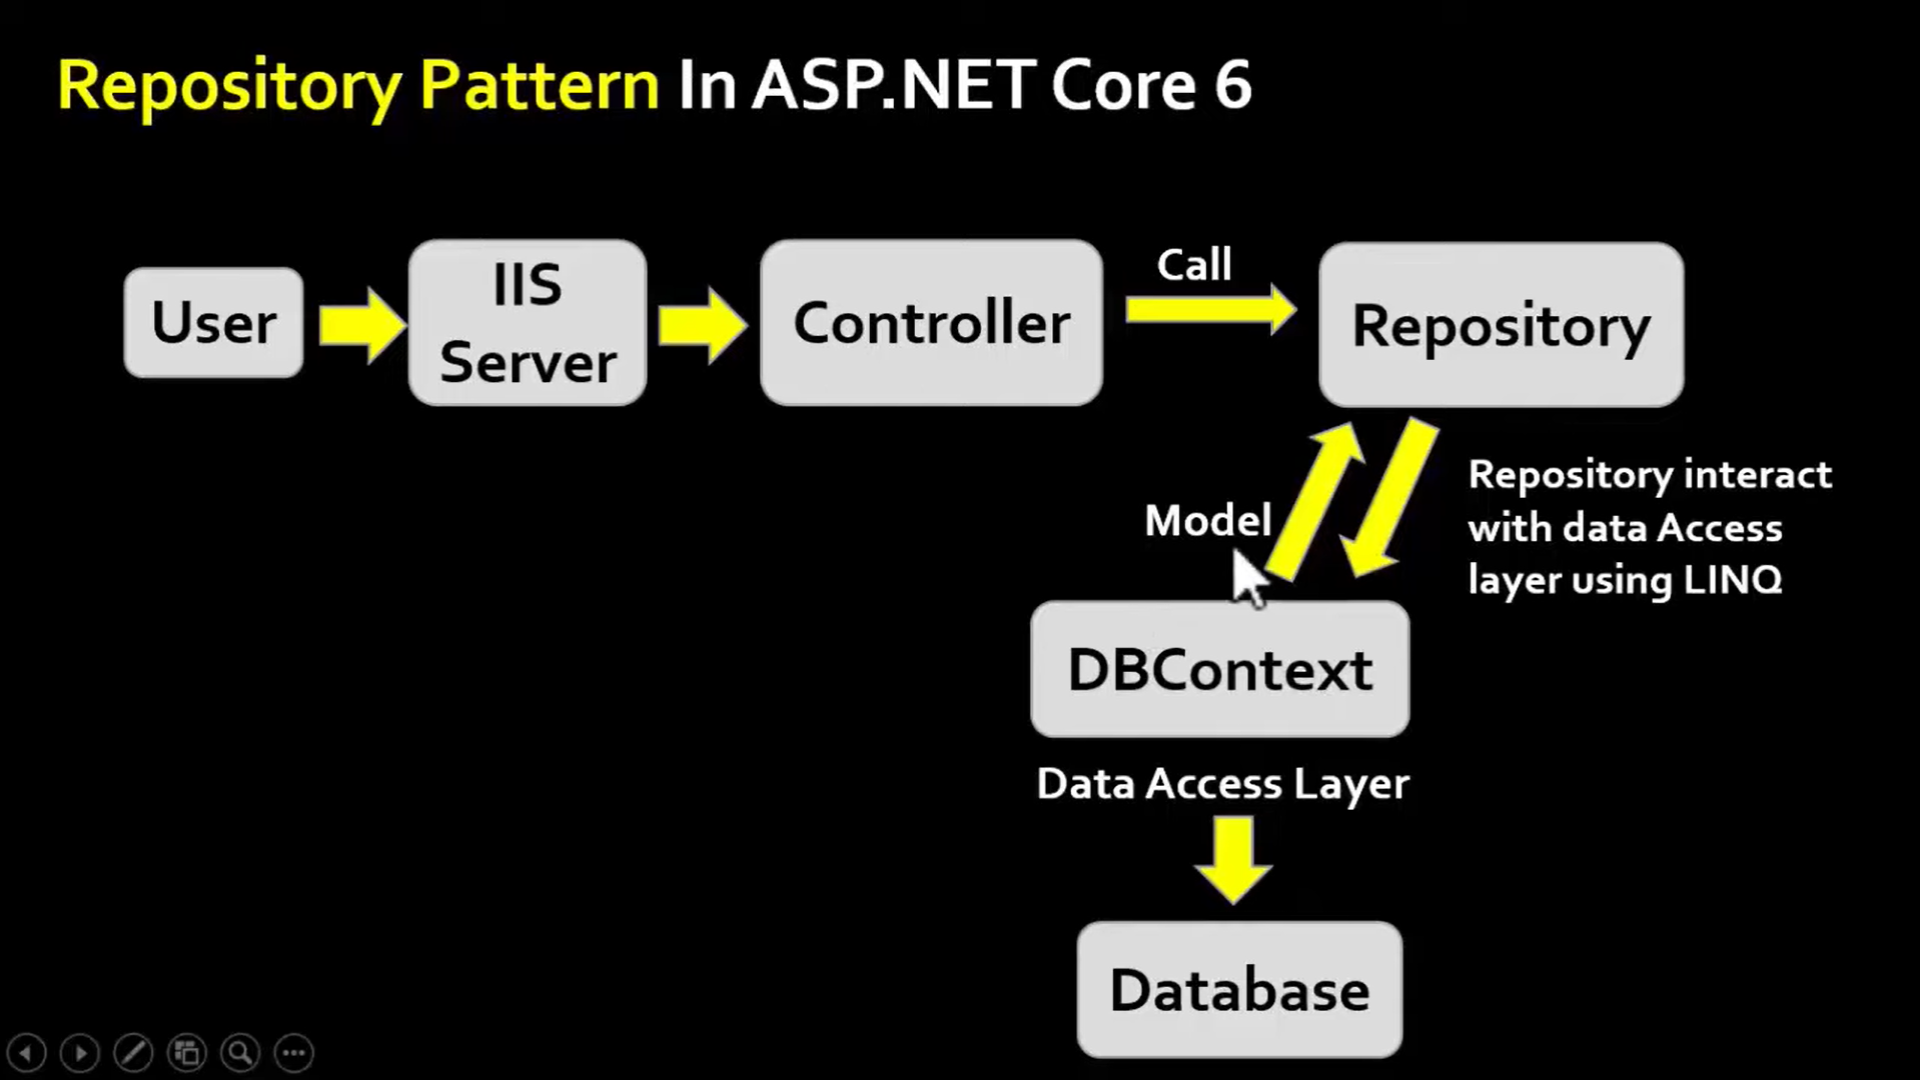 Repository Pattern In ASP.NET Core 6
User
IIS
Server
Controller
Call
Repository
Model
Repository interact
with data Access
layer using LINQ
DBContext
Data Access Layer
Database